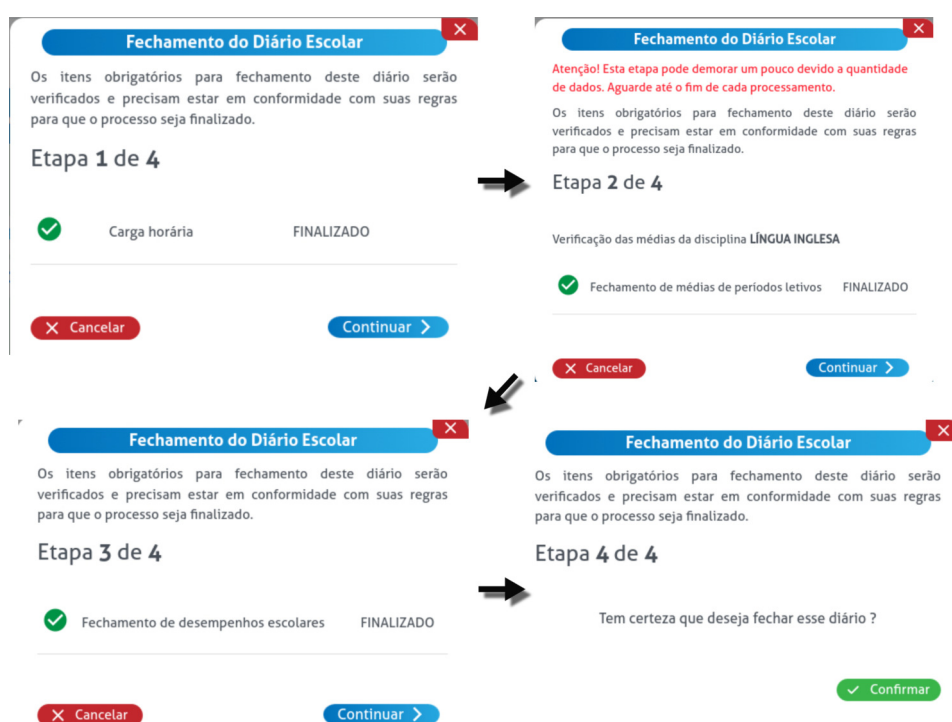 Fechamento do Diário Escolar
Os itens obrigatórios para fechamento deste diário serão
verificados e precisam estar em conformidade com suas regras
para que o processo seja finalizado.
Etapa 1 de 4
Carga horária FINALIZADO
Cancelar Continuar
Fechamento do Diário Escolar
Atenção! Esta etapa pode demorar um pouco devido a quantidade
de dados. Aguarde até o fim de cada processamento.
Os itens obrigatórios para fechamento deste diário serão
verificados e precisam estar em conformidade com suas regras
para que o processo seja finalizado.
Etapa 2 de 4
Verificação das médias da disciplina LÍNGUA INGLESA
Fechamento de médias de periodos letivos FINALIZADO
Cancelar Continuar
Fechamento do Diário Escolar
Os itens obrigatórios para fechamento deste diário serão
verificados e precisam estar em conformidade com suas regras
para que o processo seja finalizado.
Etapa 3 de 4
Fechamento de desempenhos escolares FINALIZADO
Cancelar Continuar
Fechamento do Diário Escolar
Os itens obrigatórios para fechamento deste diário serão
verificados e precisam estar em conformidade com suas regras
para que o processo seja finalizado.
Etapa 4 de 4
Tem certeza que deseja fechar esse diário ?
Confirmar